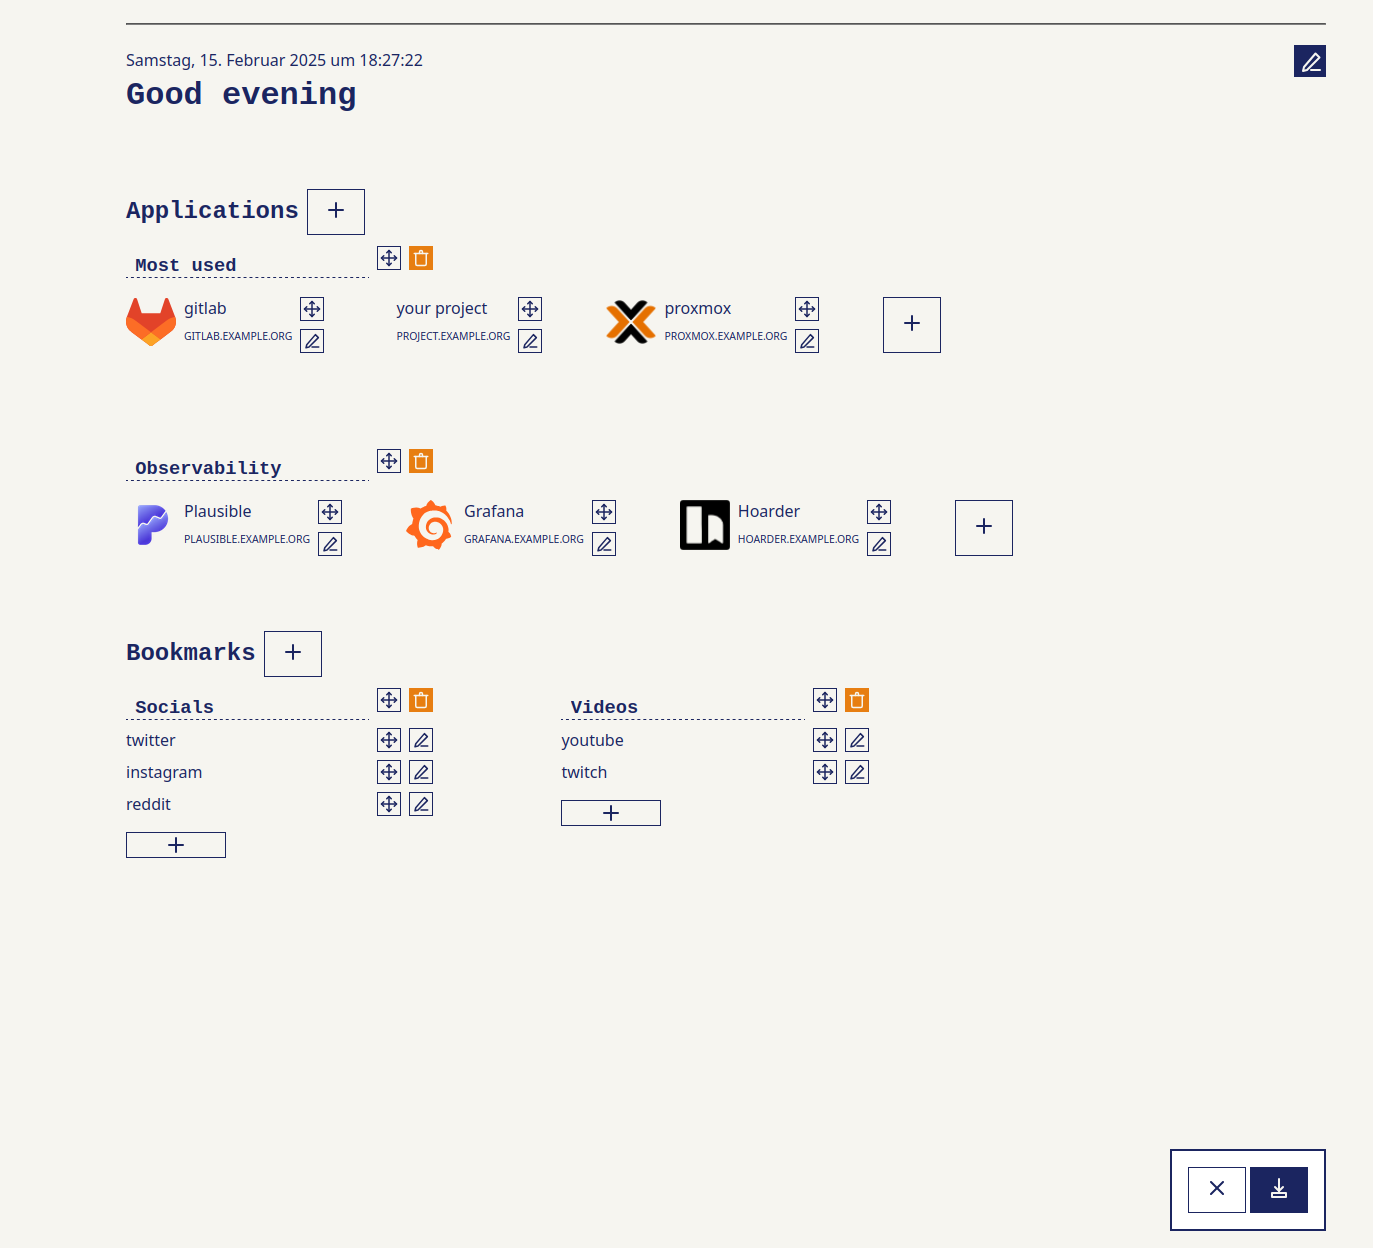 Samstag, 15. Februar 2025 um 18:27:22
Good evening
Applications
Most used
gitlab
GITLAB.EXAMPLE.ORG
your project
PROJECT.EXAMPLE.ORG
proxmox
PROXMOX.EXAMPLE.ORG
Observability
Plausible
PLAUSIBLE.EXAMPLE.ORG
Grafana
GRAFANA.EXAMPLE.ORG
Hoarder
HOARDER.EXAMPLE.ORG
Bookmarks
Socials
twitter
instagram
reddit
Videos
youtube
twitch